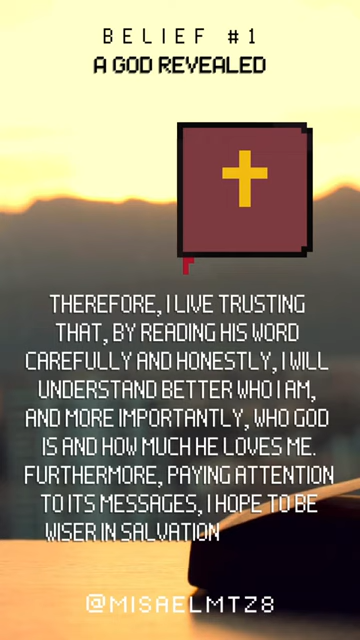 BELIEF #1
A GOD REVEALED
THEREFORE, I LIVE TRUSTING
THAT, BY READING HIS WORD
CAREFULLY AND HONESTLY, I WILL
UNDERSTAND BETTER WHO I AM,
AND MORE IMPORTANTLY, WHO GOD
IS AND HOW MUCH HE LOVES ME.
FURTHERMORE, PAYING ATTENTION
TO ITS MESSAGES, I HOPE TO BE
WISER IN SALVATION
@MISAELMTZ8